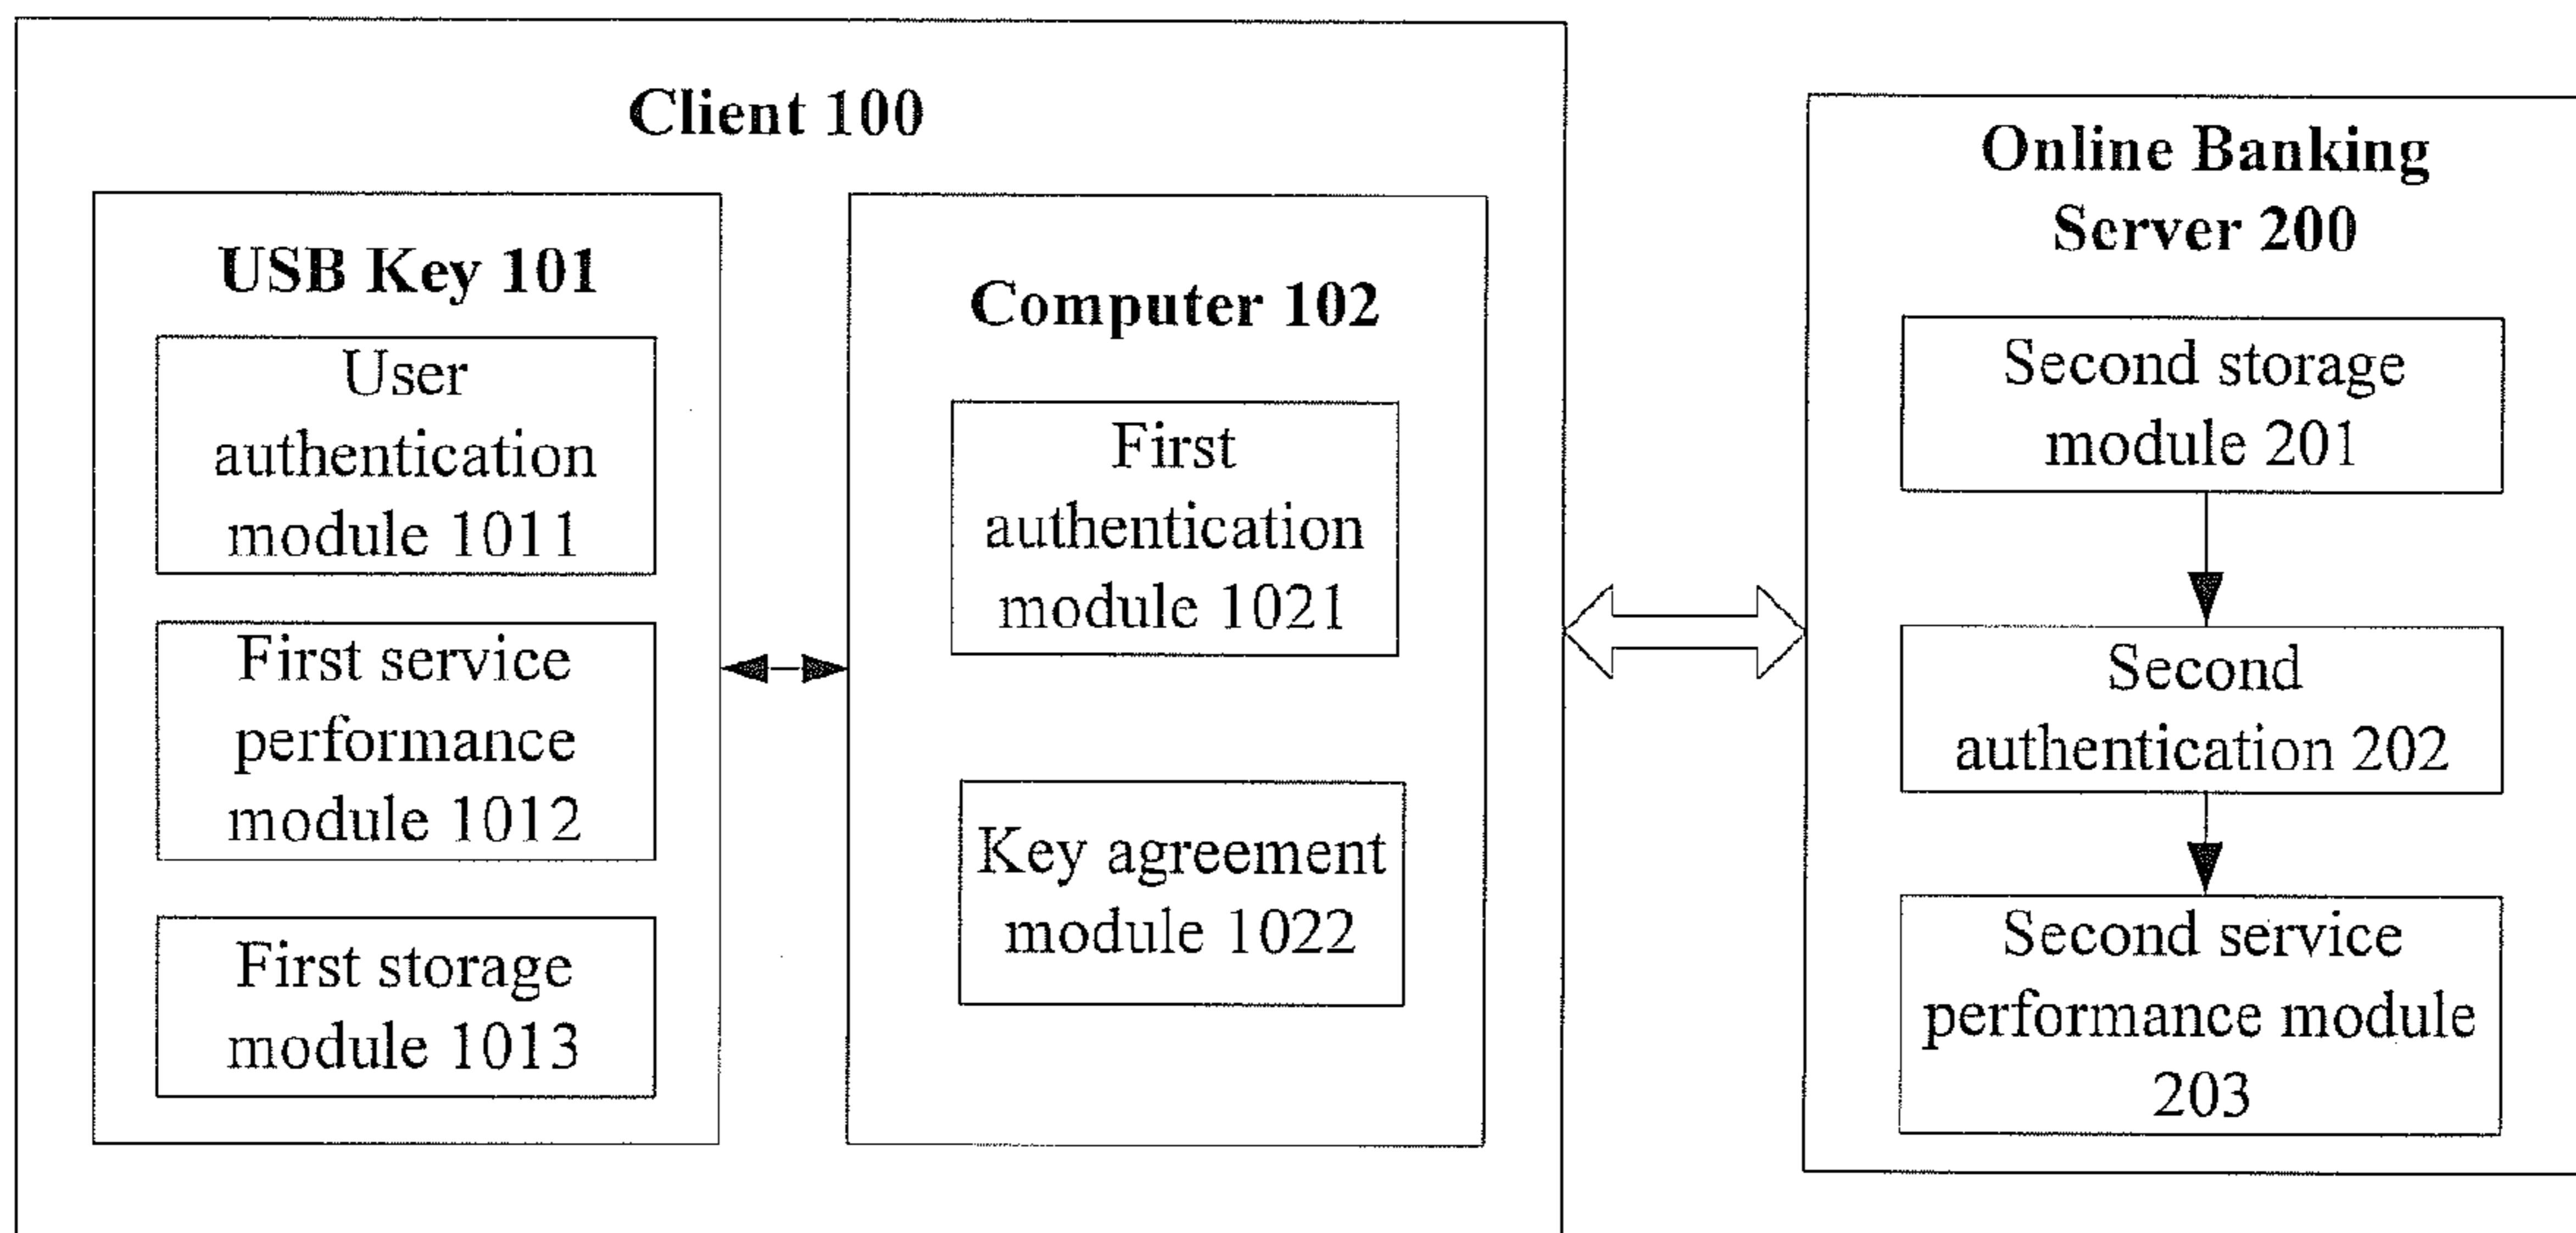 Client 100
USB Key 101
User
authentication
module 1011
First service
performance
module 1012
First storage
module 1013
Computer 102
First
authentication
module 1021
Key agreement
module 1022
Online Banking
Server 200
Second storage
module 201
Second
authentication 202
Second service
performance module
203